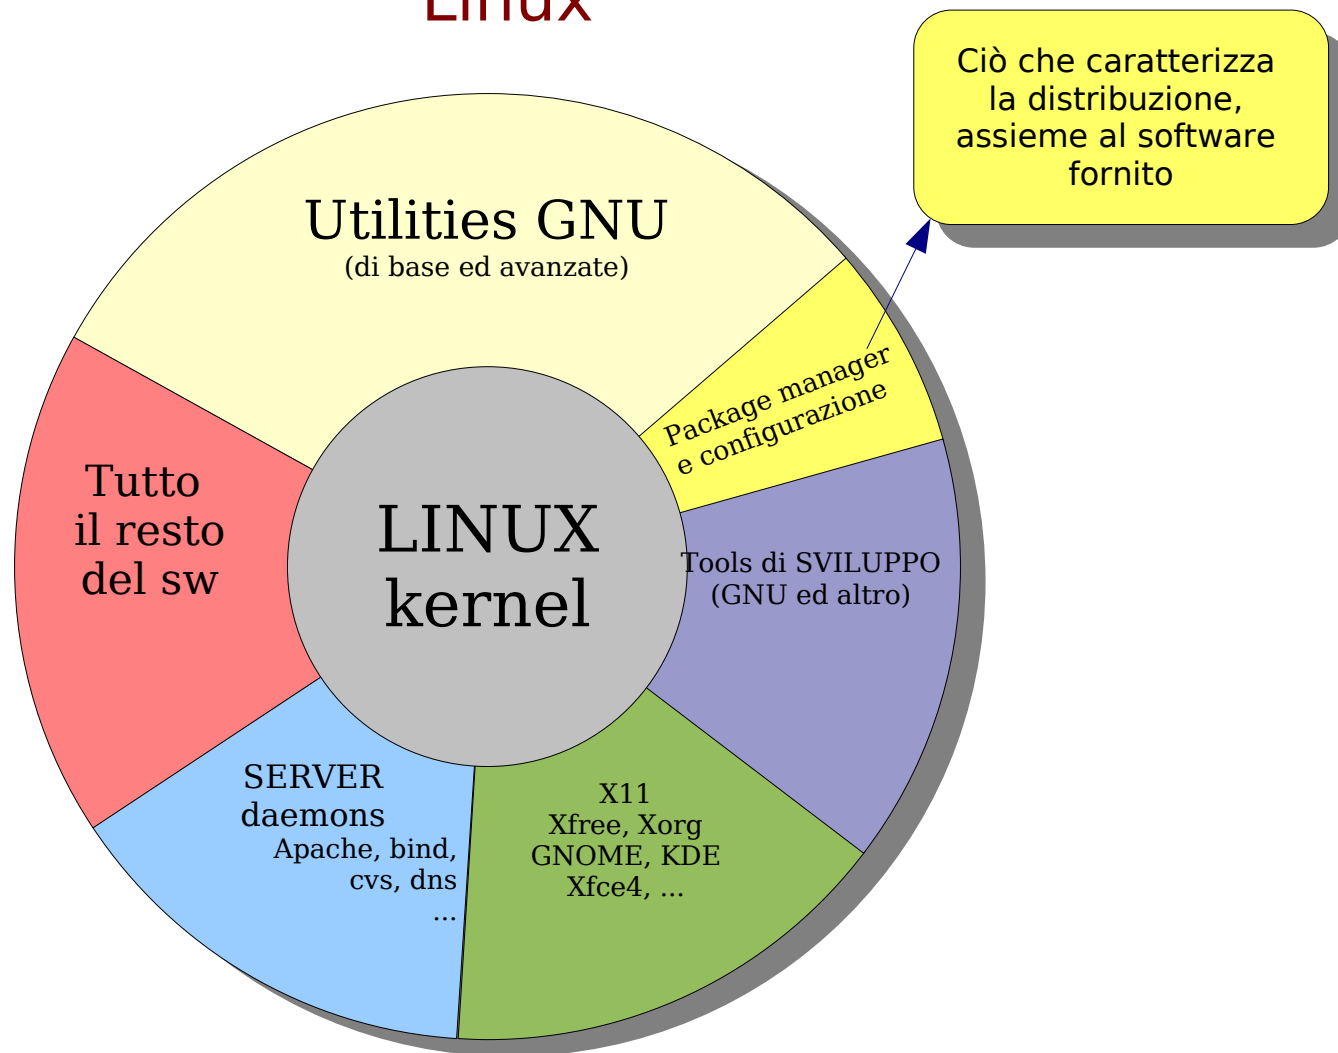 Linux
Ciò che caratterizza
la distribuzione,
assieme al software
fornito
Utilities GNU
(di base ed avanzate)
Package manager
e configurazione
Tutto
il resto
del sw
LINUX
kernel
Tools di SVILUPPO
(GNU ed altro)
SERVER
daemons
Apache, bind,
cvs, dns
...
X11
Xfree, Xorg
GNOME, KDE
Xfce4, ...